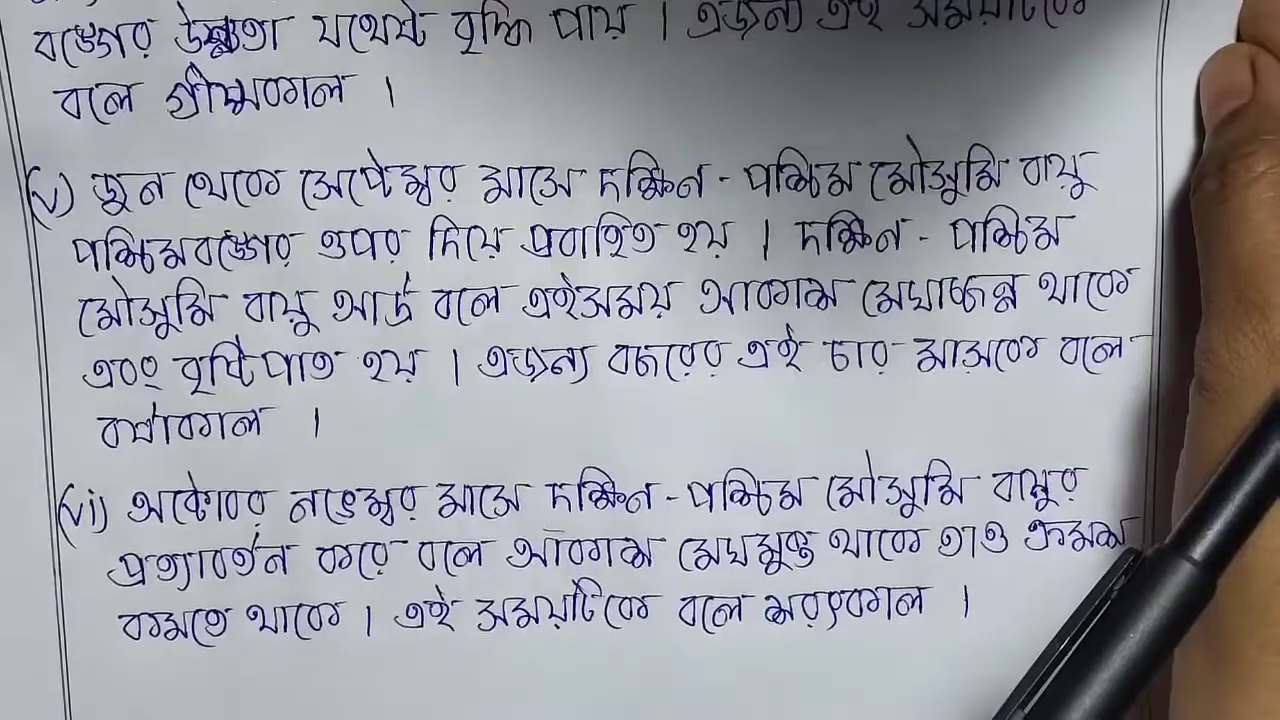 বঙ্গের উষ্ণতা যথেষ্ট বৃদ্ধি পায় । এজন্য এই সময়টিকে
বলে গ্রীষ্মকাল ।
(v) জুন থেকে সেপ্টেম্বর মাসে দক্ষিন - পশ্চিম মৌসুমি বায়ু
পশ্চিমবঙ্গের ওপর দিয়ে প্রবাহিত হয় । দক্ষিন - পশ্চিম
মৌসুমি বায়ু আর্দ্র বলে এইসময় আকাশ মেঘাচ্ছন্ন থাকে
এবং বৃষ্টিপাত হয় । এজন্য বছরের এই চার মাসকে বলে
বর্ষাকাল ।
(vi) অক্টোবর নভেম্বর মাসে দক্ষিন - পশ্চিম মৌসুমি বায়ুর
প্রত্যাবর্তন করে বলে আকাশ মেঘমুক্ত থাকে তাও ক্রমশ
কমতে থাকে । এই সময়টিকে বলে শরৎকাল ।